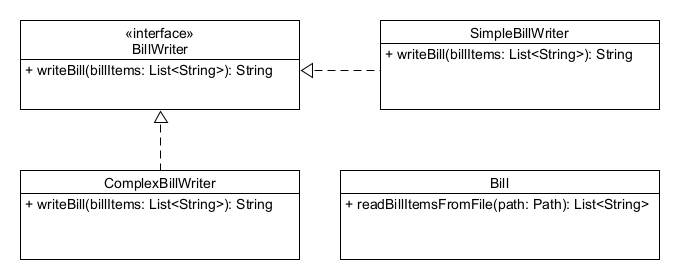 «interface»
BillWriter
+ writeBill(billItems: List<String>): String
SimpleBillWriter
+ writeBill(billItems: List<String>): String
ComplexBillWriter
+ writeBill(billItems: List<String>): String
Bill
+ readBillItemsFromFile(path: Path): List<String>